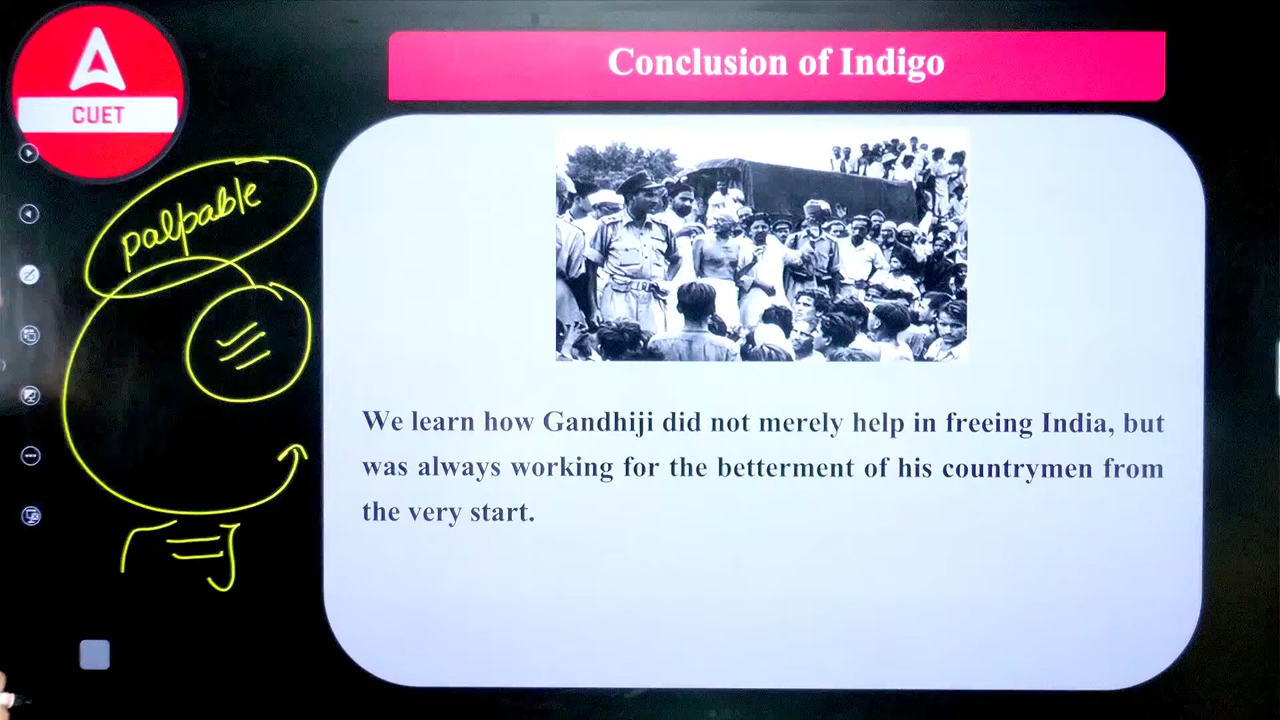 CUET
Conclusion of Indigo
palpable
We learn how Gandhiji did not merely help in freeing India, but
was always working for the betterment of his countrymen from
the very start.